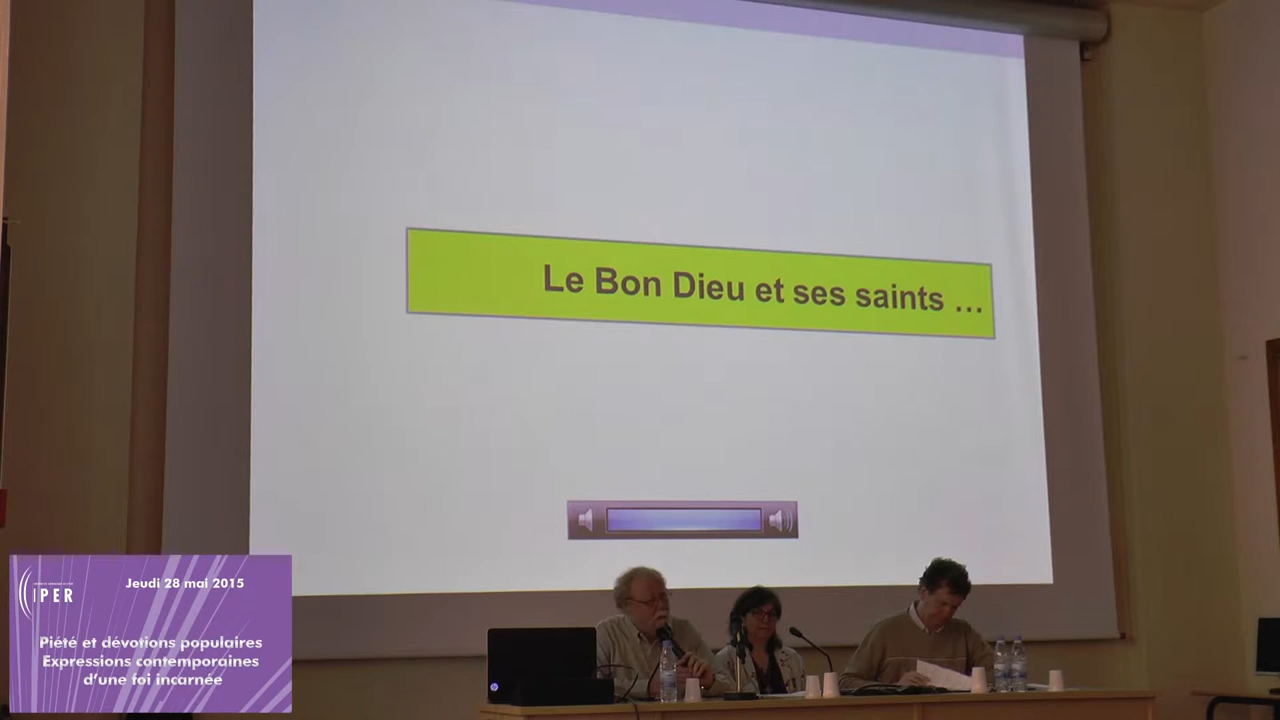 Le Bon Dieu et ses saints ...
Jeudi 28 mai 2015
IPER
Piété et dévotions populaires
Expressions contemporaines
d'une foi incarnée
hp